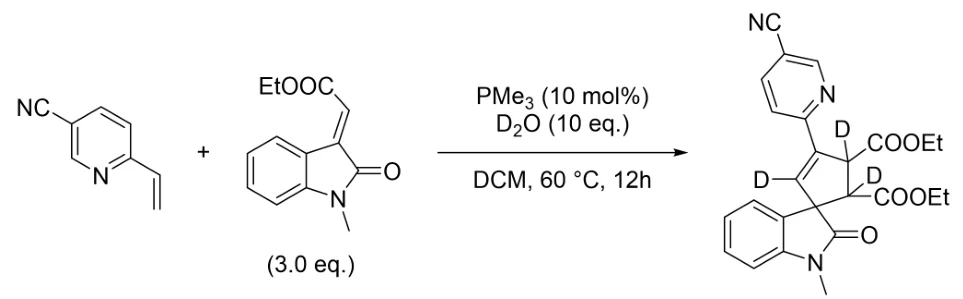 NC
N
+
EtOOC
O
N
(3.0 eq.)
PMe₃ (10 mol%)
D₂O (10 eq.)
DCM, 60 °C, 12h
NC
N
D
COOEt
D
D
COOEt
O
N